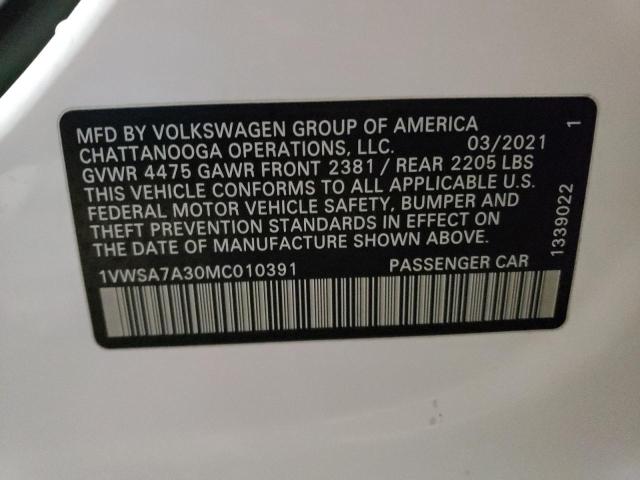 MFD BY VOLKSWAGEN GROUP OF AMERICA
CHATTANOOGA OPERATIONS, LLC. 03/2021
GVWR 4475 GAWR FRONT 2381 / REAR 2205 LBS
THIS VEHICLE CONFORMS TO ALL APPLICABLE U.S.
FEDERAL MOTOR VEHICLE SAFETY, BUMPER AND
THEFT PREVENTION STANDARDS IN EFFECT ON
THE DATE OF MANUFACTURE SHOWN ABOVE.
1VWSA7A30MC010391 PASSENGER CAR
1339022 1